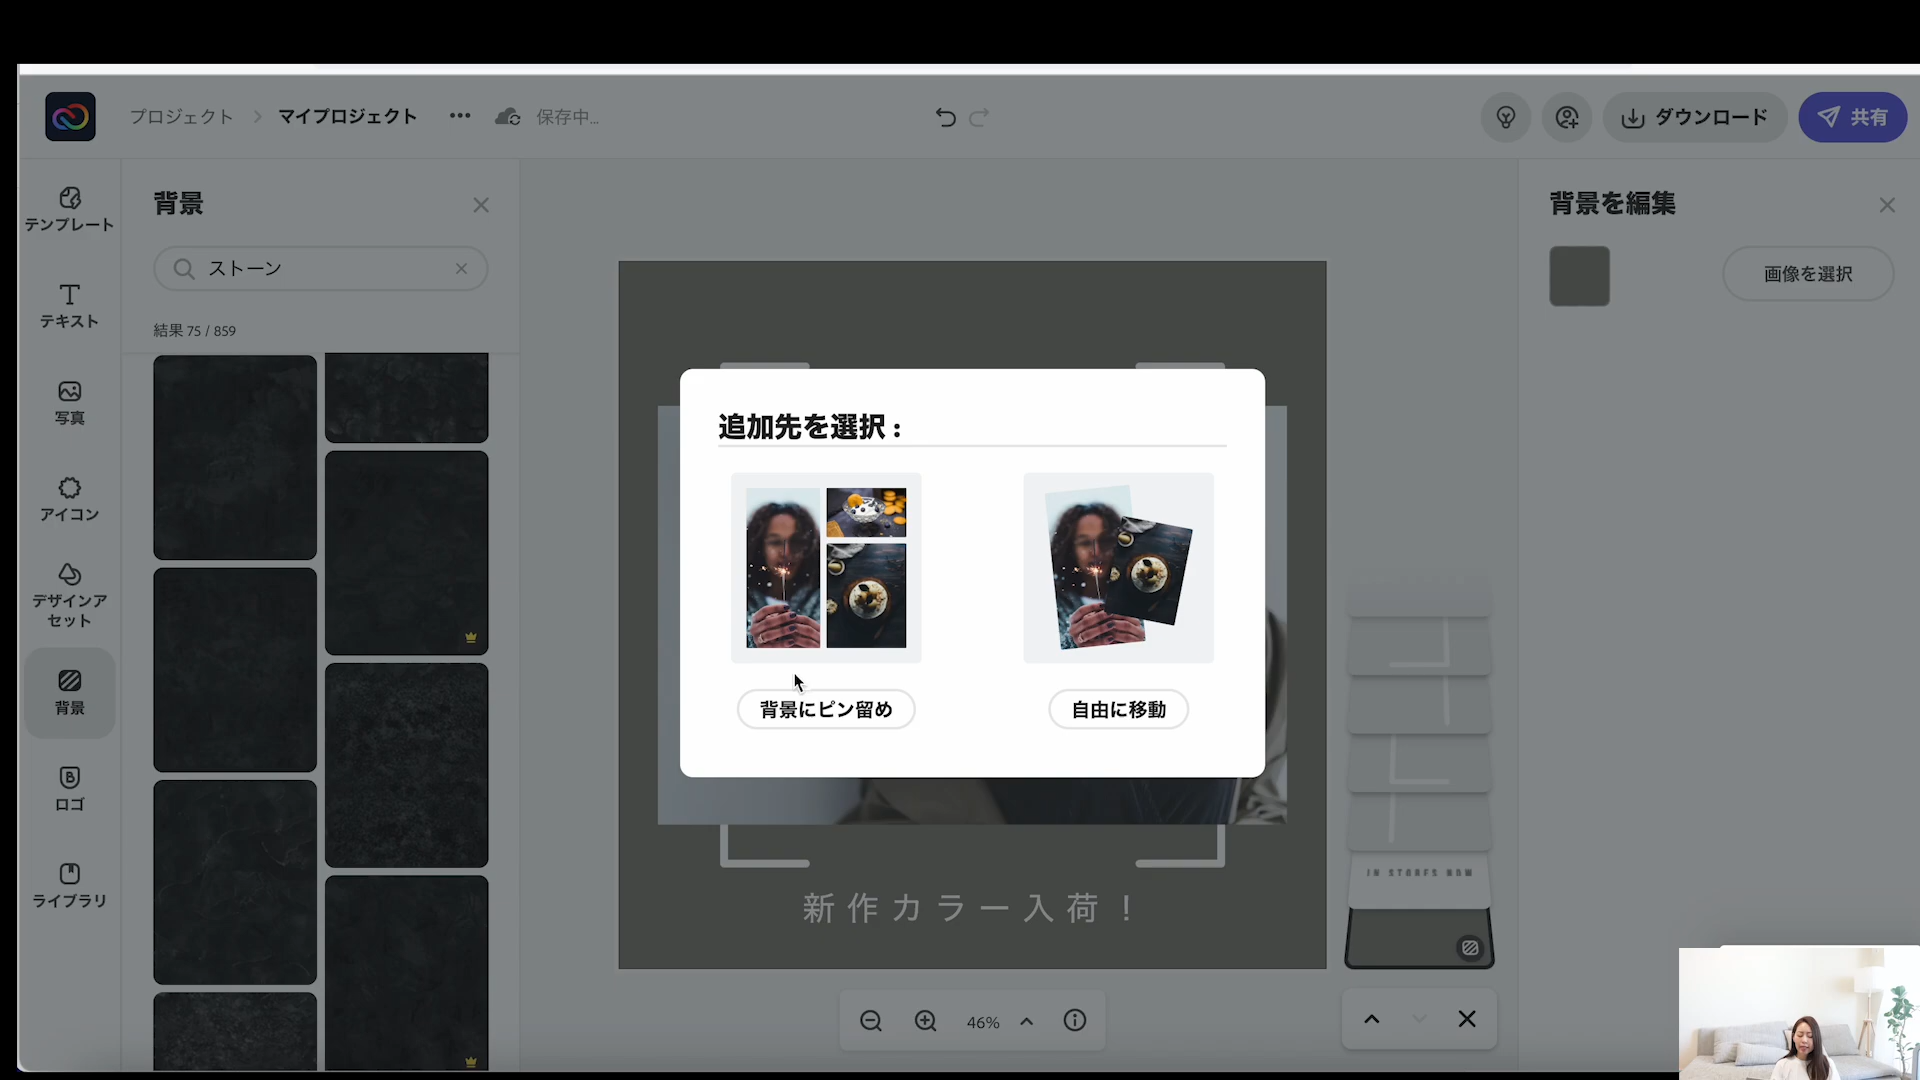 プロジェクト
マイプロジェクト
保存中...
ダウンロード
共有
テンプレート
テキスト
写真
アイコン
デザインア
セット
背景
ロゴ
ライブラリ
背景
ストーン
結果 75 / 859
追加先を選択 :
背景にピン留め
自由に移動
新作カラー入荷！
46%
IN STORES NOW
背景を編集
画像を選択